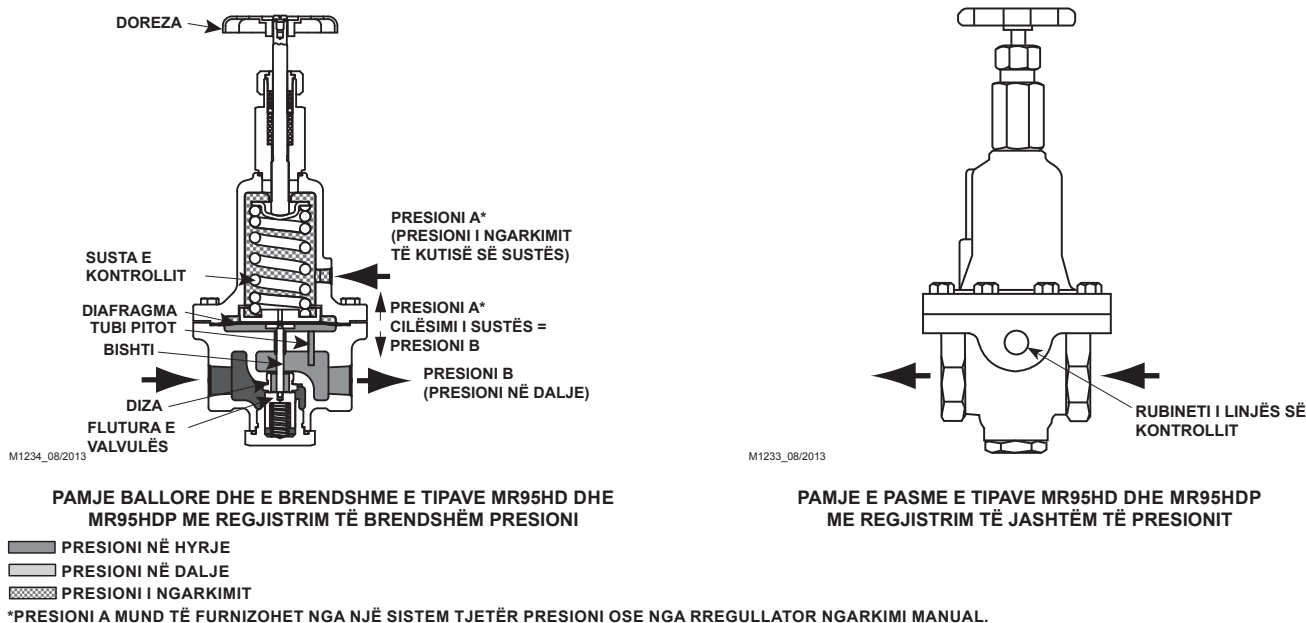 DOREZA
PRESIONI A*
(PRESIONI I NGARKIMIT
TË KUTISË SË SUSTËS)
SUSTA E
KONTROLLIT
DIAFRAGMA
TUBI PITOT
BISHTI
PRESIONI A*
CILËSIMI I SUSTËS =
PRESIONI B
PRESIONI B
(PRESIONI NË DALJE)
DIZA
FLUTURA E
VALVULËS
M1234_08/2013
RUBINETI I LINJËS SË
KONTROLLIT
M1233_08/2013
PAMJE BALLORE DHE E BRENDSHME E TIPAVE MR95HD DHE
MR95HDP ME REGJISTRIM TË BRENDSHËM PRESIONI
PAMJE E PASME E TIPAVE MR95HD DHE MR95HDP
ME REGJISTRIM TË JASHTËM TË PRESIONIT
PRESIONI NË HYRJE
PRESIONI NË DALJE
PRESIONI I NGARKIMIT
*PRESIONI A MUND TË FURNIZOHET NGA NJË SISTEM TJETËR PRESIONI OSE NGA RREGULLATOR NGARKIMI MANUAL.